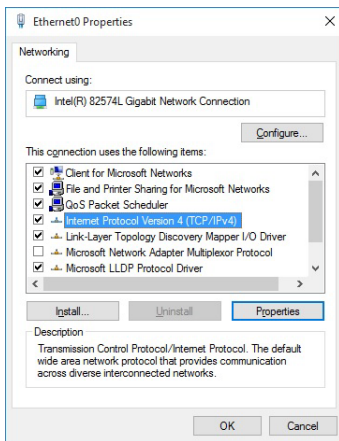 Ethernet0 Properties
Networking
Connect using:
Intel(R) 82574L Gigabit Network Connection
Configure...
This connection uses the following items:
Client for Microsoft Networks
File and Printer Sharing for Microsoft Networks
QoS Packet Scheduler
Internet Protocol Version 4 (TCP/IPv4)
Link-Layer Topology Discovery Mapper I/O Driver
Microsoft Network Adapter Multiplexor Protocol
Microsoft LLDP Protocol Driver
Install...
Uninstall
Properties
Description
Transmission Control Protocol/Internet Protocol. The default
wide area network protocol that provides communication
across diverse interconnected networks.
OK
Cancel